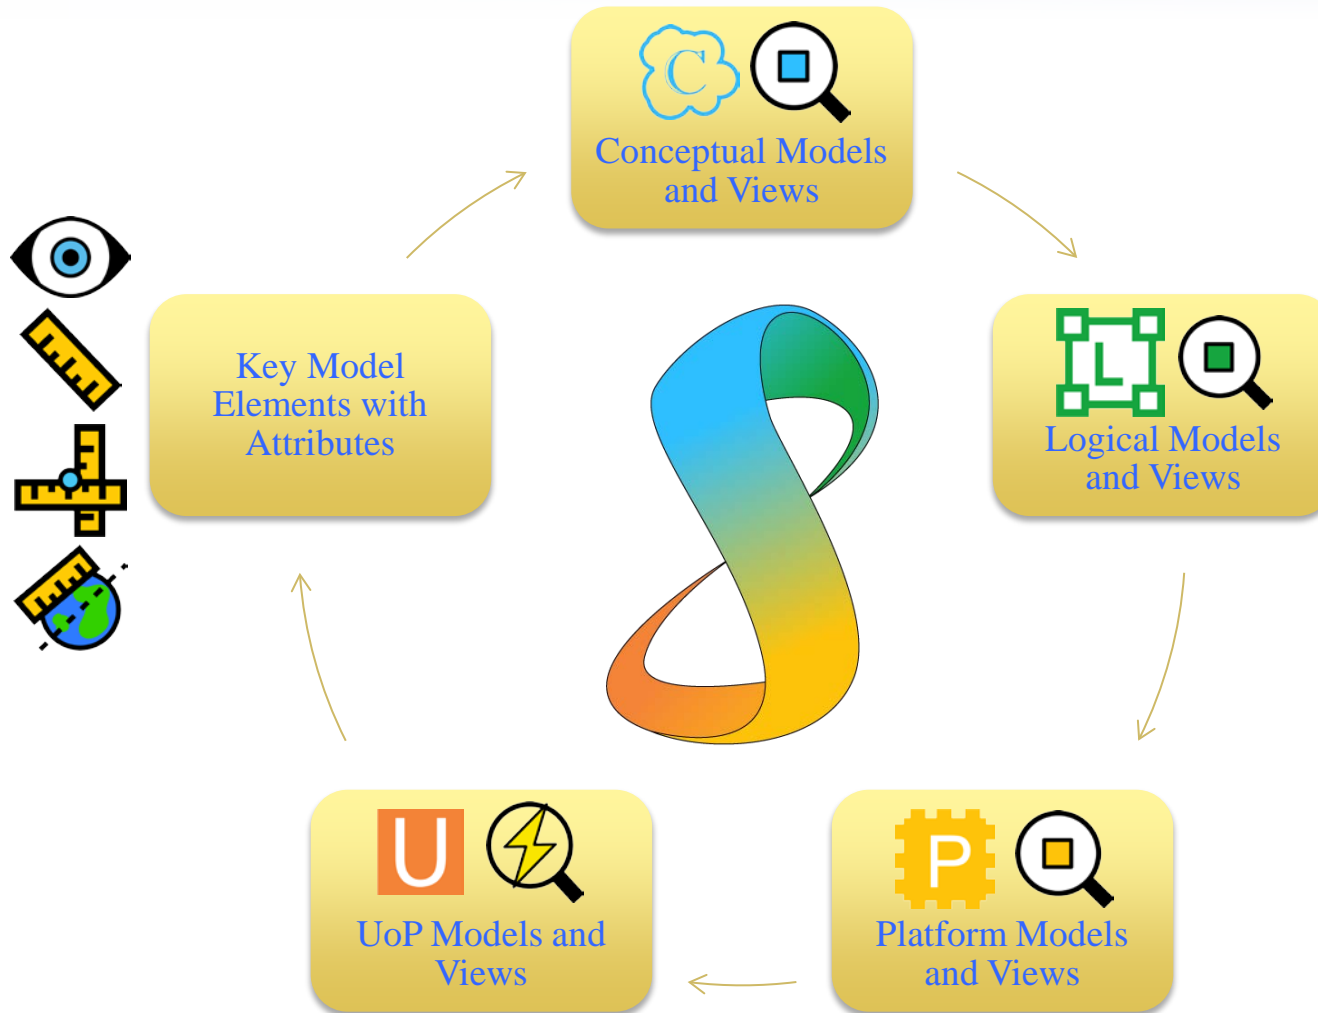 C
Conceptual Models
and Views
Key Model
Elements with
Attributes
L
Logical Models
and Views
U
UoP Models and
Views
P
Platform Models
and Views